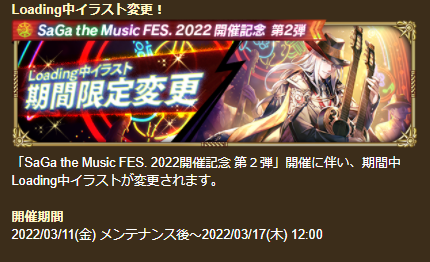 Loading中イラスト変更！
SaGa the Music FES. 2022 開催記念 第2弾
Loading中イラスト
期間限定変更
「SaGa the Music FES. 2022開催記念 第２弾」開催に伴い、期間中
Loading中イラストが変更されます。
開催期間
2022/03/11(金) メンテナンス後～2022/03/17(木) 12:00